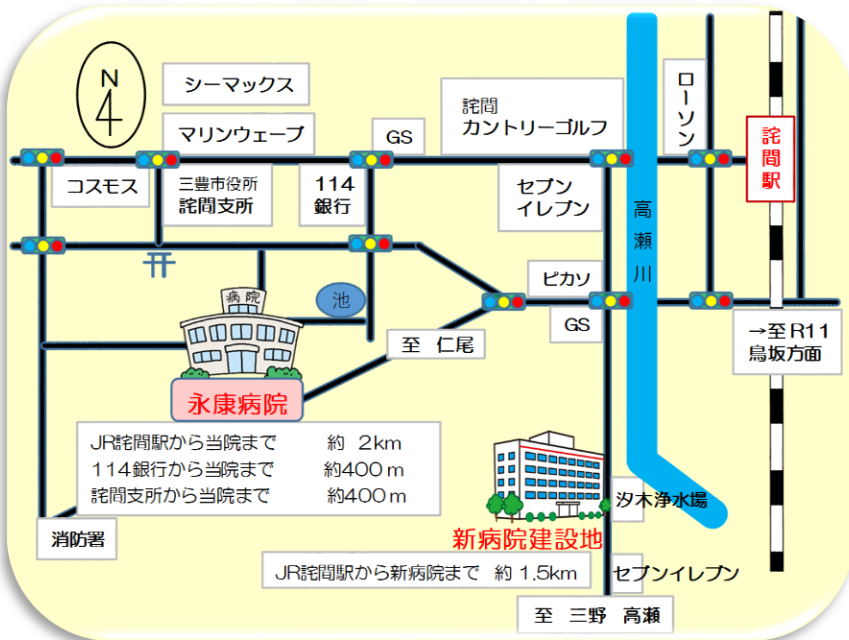 N
シーマックス
マリンウェーブ
GS
詫間
カントリーゴルフ
ローソン
詫間駅
コスモス
三豊市役所
詫間支所
114
銀行
セブン
イレブン
高瀬川
病院
池
ピカソ
GS
至 仁尾
→至R11
鳥坂方面
永康病院
JR詫間駅から当院まで 約 2km
114銀行から当院まで 約400m
詫間支所から当院まで 約400m
消防署
汐木浄水場
新病院建設地
JR詫間駅から新病院まで 約 1.5km
セブンイレブン
至 三野 高瀬